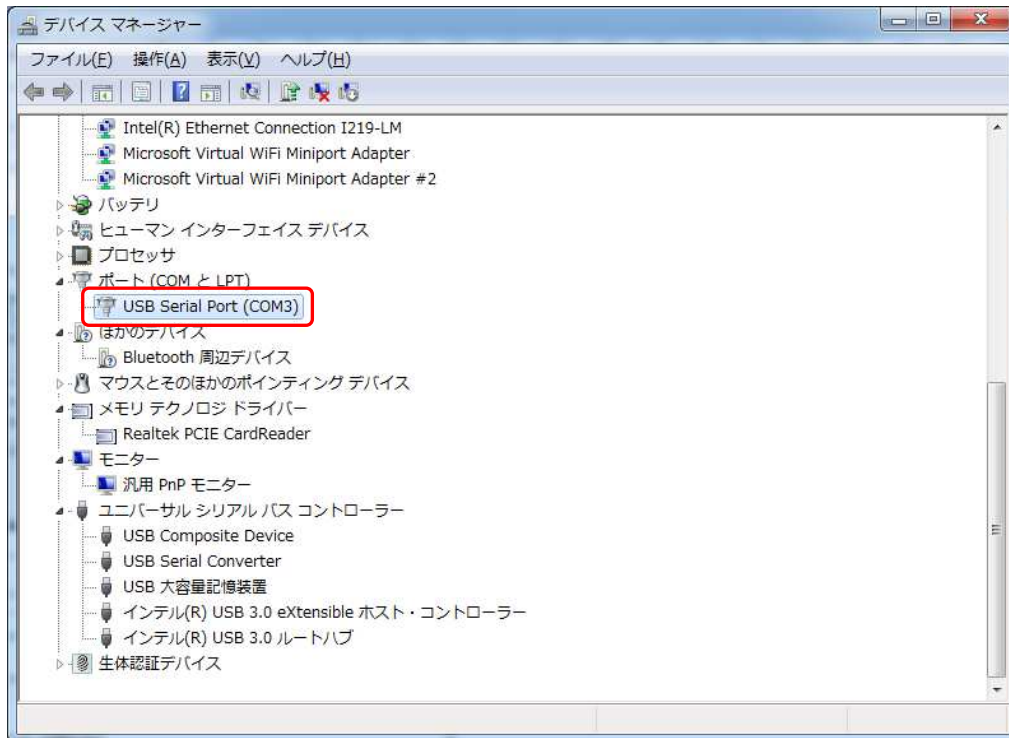 デバイス マネージャー
ファイル(F) 操作(A) 表示(V) ヘルプ(H)
Intel(R) Ethernet Connection I219-LM
Microsoft Virtual WiFi Miniport Adapter
Microsoft Virtual WiFi Miniport Adapter #2
バッテリ
ヒューマン インターフェイス デバイス
プロセッサ
ポート (COM と LPT)
USB Serial Port (COM3)
ほかのデバイス
Bluetooth 周辺デバイス
マウスとそのほかのポインティング デバイス
メモリ テクノロジ ドライバー
Realtek PCIE CardReader
モニター
汎用 PnP モニター
ユニバーサル シリアル バス コントローラー
USB Composite Device
USB Serial Converter
USB 大容量記憶装置
インテル(R) USB 3.0 eXtensible ホスト・コントローラー
インテル(R) USB 3.0 ルートハブ
生体認証デバイス